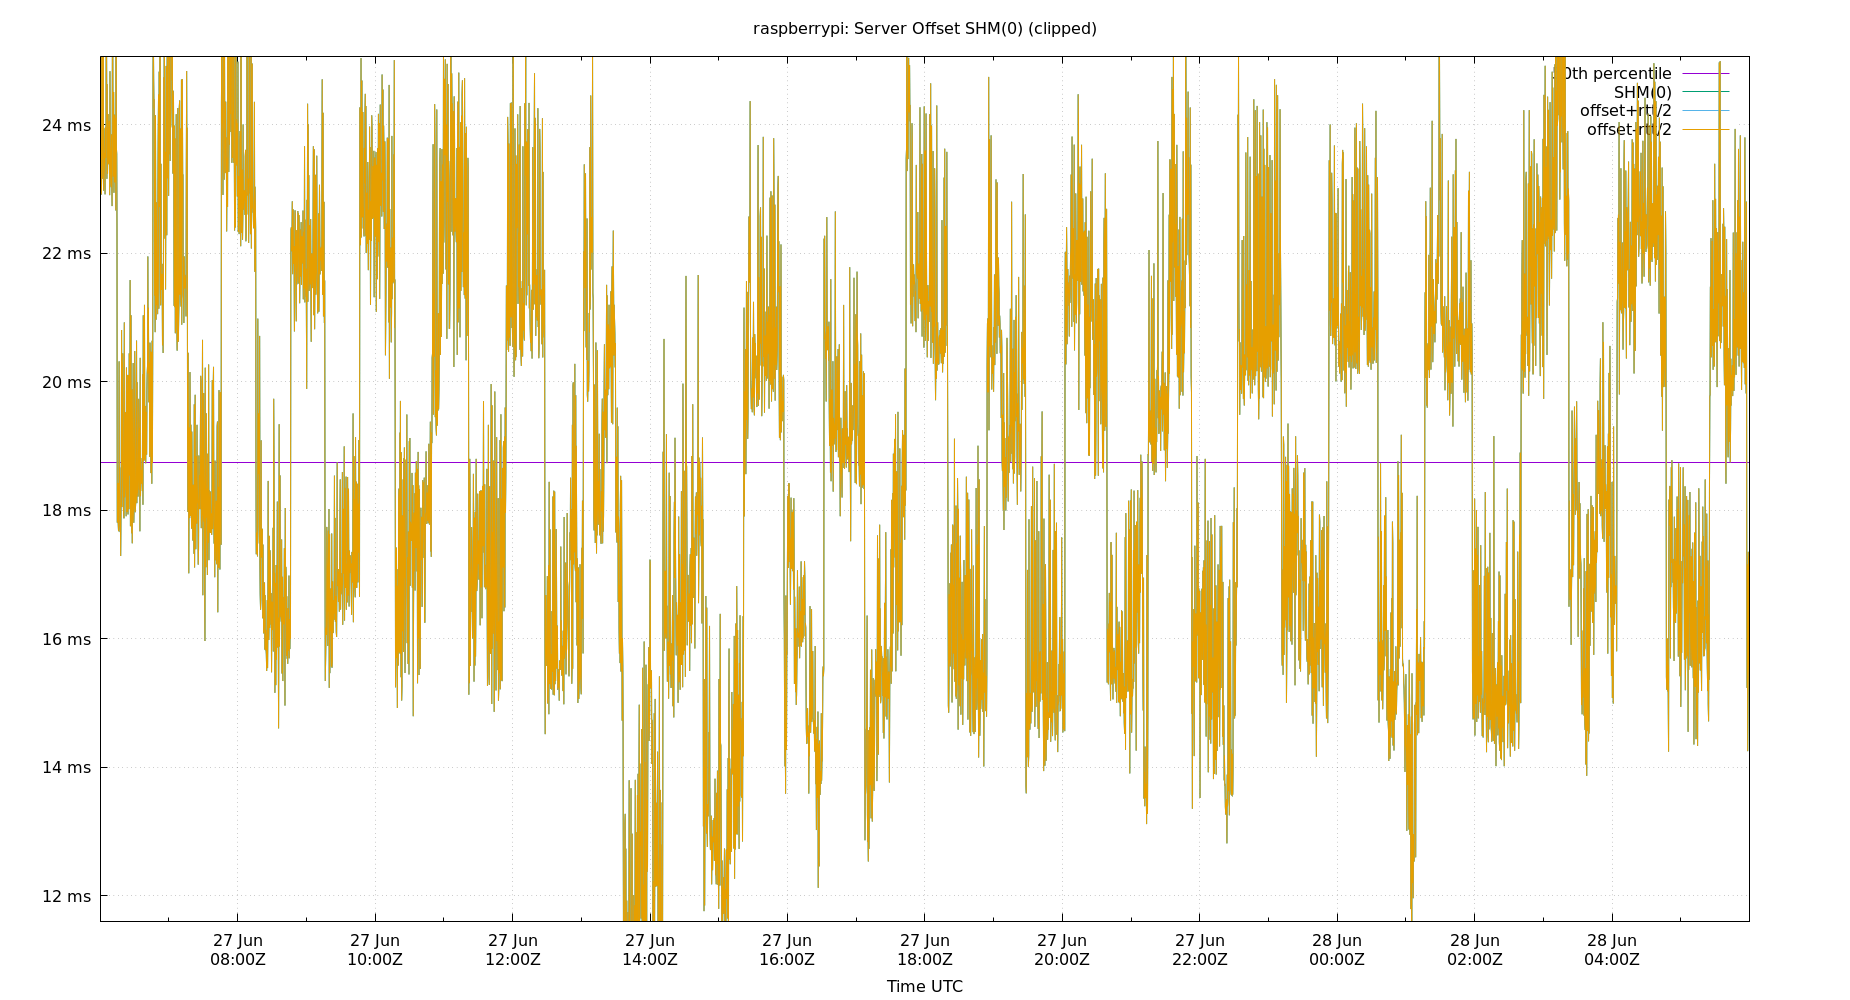 raspberrypi: Server Offset SHM(0) (clipped)
percentile
SHM(0)
offset+rtt/2
offset-rtt/2
24 ms
22 ms
20 ms
18 ms
16 ms
14 ms
12 ms
27 Jun 27 Jun 27 Jun 27 Jun 27 Jun 27 Jun 27 Jun 27 Jun 28 Jun 28 Jun 28 Jun
08:00Z 10:00Z 12:00Z 14:00Z 16:00Z 18:00Z 20:00Z 22:00Z 00:00Z 02:00Z 04:00Z
Time UTC